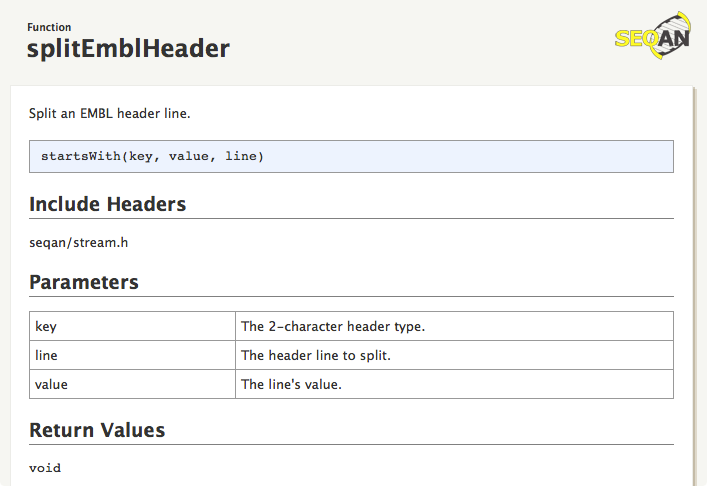 Function
splitEmblHeader
SEQAN
Split an EMBL header line.
startsWith(key, value, line)
Include Headers
seqan/stream.h
Parameters
key The 2-character header type.
line The header line to split.
value The line's value.
Return Values
void